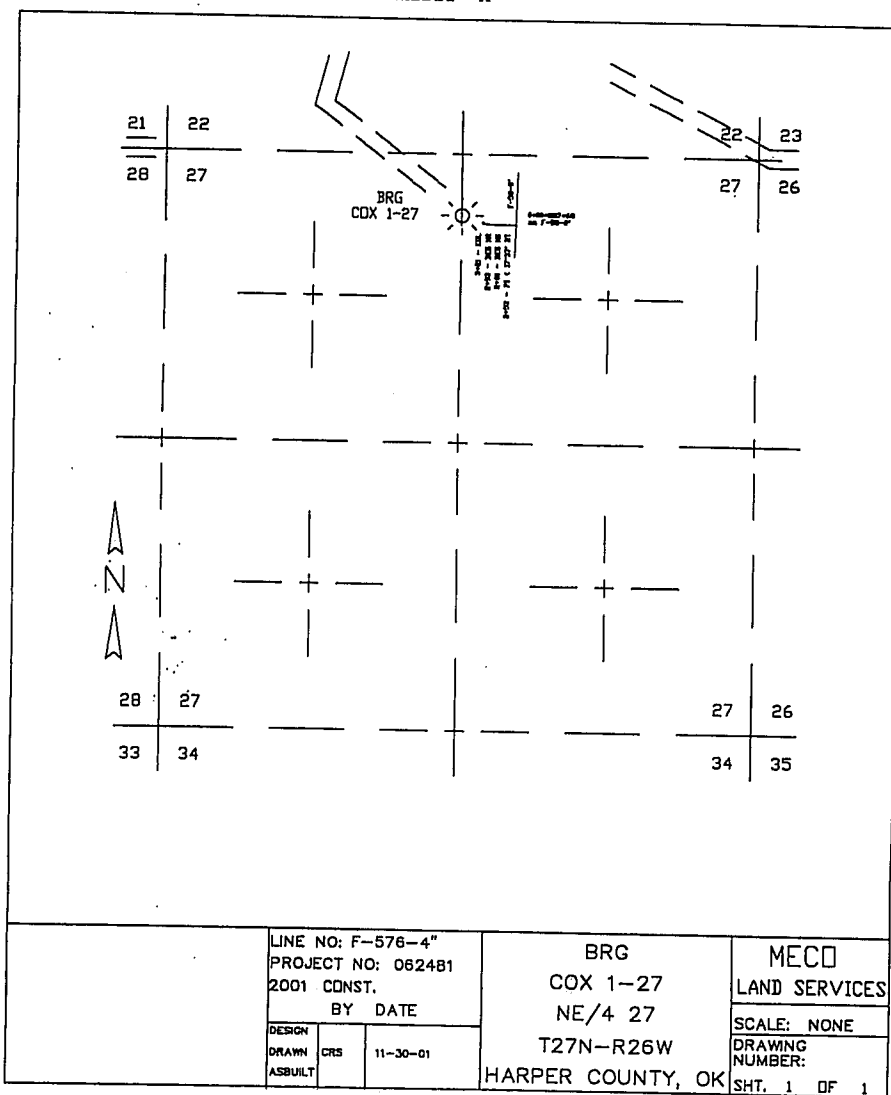 21 22
22 23
28 27
27 26
BRG
COX 1-27
N
28 27
27 26
33 34
34 35
LINE NO: F-576-4"
PROJECT NO: 062481
2001 CONST.
BY DATE
DESIGN
DRAWN CRS 11-30-01
ASBUILT
BRG
COX 1-27
NE/4 27
T27N-R26W
HARPER COUNTY, OK
MECO
LAND SERVICES
SCALE: NONE
DRAWING
NUMBER:
SHT. 1 OF 1